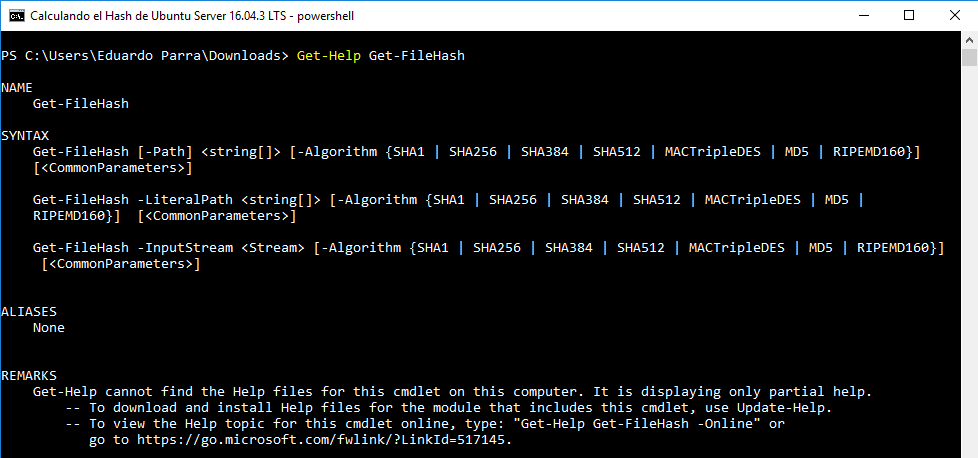 Calculando el Hash de Ubuntu Server 16.04.3 LTS - powershell
PS C:\Users\Eduardo Parra\Downloads> Get-Help Get-FileHash
NAME
Get-FileHash
SYNTAX
Get-FileHash [-Path] <string[]> [-Algorithm {SHA1 | SHA256 | SHA384 | SHA512 | MACTripleDES | MD5 | RIPEMD160}]
[<CommonParameters>]
Get-FileHash -LiteralPath <string[]> [-Algorithm {SHA1 | SHA256 | SHA384 | SHA512 | MACTripleDES | MD5 |
RIPEMD160}]  [<CommonParameters>]
Get-FileHash -InputStream <Stream> [-Algorithm {SHA1 | SHA256 | SHA384 | SHA512 | MACTripleDES | MD5 | RIPEMD160}]
[<CommonParameters>]
ALIASES
None
REMARKS
Get-Help cannot find the Help files for this cmdlet on this computer. It is displaying only partial help.
-- To download and install Help files for the module that includes this cmdlet, use Update-Help.
-- To view the Help topic for this cmdlet online, type: "Get-Help Get-FileHash -Online" or
go to https://go.microsoft.com/fwlink/?LinkId=517145.